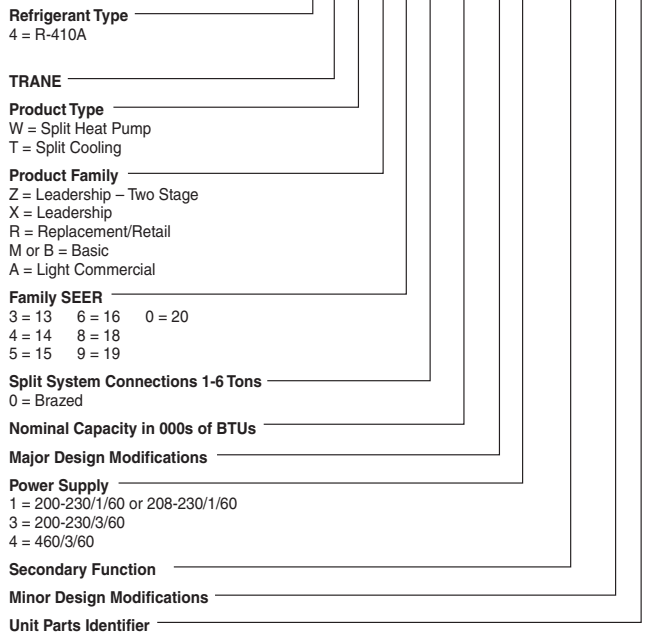 Refrigerant Type
4 = R-410A
TRANE
Product Type
W = Split Heat Pump
T = Split Cooling
Product Family
Z = Leadership – Two Stage
X = Leadership
R = Replacement/Retail
M or B = Basic
A = Light Commercial
Family SEER
3 = 13 6 = 16 0 = 20
4 = 14 8 = 18
5 = 15 9 = 19
Split System Connections 1-6 Tons
0 = Brazed
Nominal Capacity in 000s of BTUs
Major Design Modifications
Power Supply
1 = 200-230/1/60 or 208-230/1/60
3 = 200-230/3/60
4 = 460/3/60
Secondary Function
Minor Design Modifications
Unit Parts Identifier